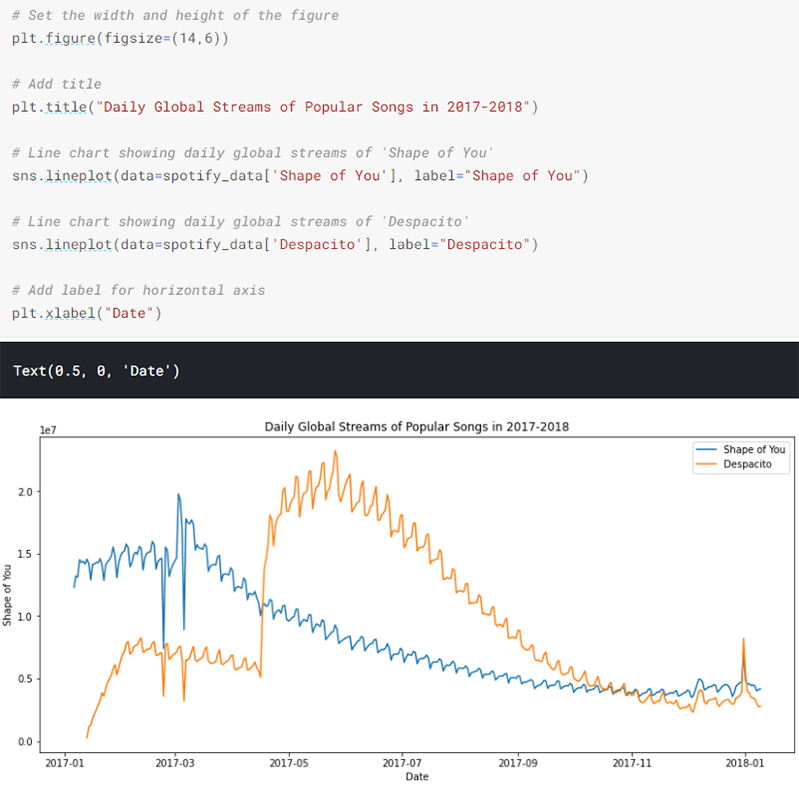 # Set the width and height of the figure
plt.figure(figsize=(14,6))
# Add title
plt.title("Daily Global Streams of Popular Songs in 2017-2018")
# Line chart showing daily global streams of 'Shape of You'
sns.lineplot(data=spotify_data['Shape of You'], label="Shape of You")
# Line chart showing daily global streams of 'Despacito'
sns.lineplot(data=spotify_data['Despacito'], label="Despacito")
# Add label for horizontal axis
plt.xlabel("Date")
Text(0.5, 0, 'Date')
Daily Global Streams of Popular Songs in 2017-2018
1e7
Shape of You
Despacito
2.0
1.5
1.0
0.5
0.0
Shape of You
2017-01 2017-03 2017-05 2017-07 2017-09 2017-11 2018-01
Date